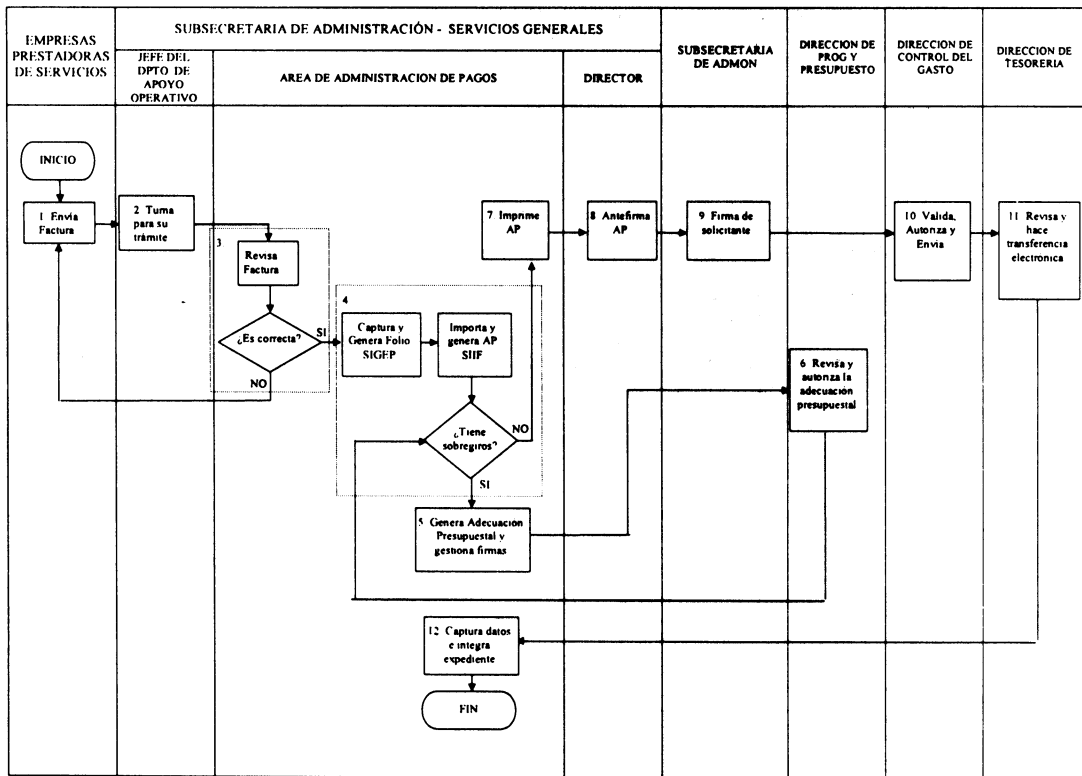 EMPRESAS
PRESTADORAS
DE SERVICIOS
SUBSECRETARIA DE ADMINISTRACIÓN - SERVICIOS GENERALES
JEFE DEL
DPTO DE
APOYO
OPERATIVO
AREA DE ADMINISTRACION DE PAGOS
DIRECTOR
SUBSECRETARIA
DE ADMON
DIRECCION DE
PROG Y
PRESUPUESTO
DIRECCION DE
CONTROL DEL
GASTO
DIRECCION DE
TESORERIA
INICIO
1 Envía
Factura
2 Turna
para su
trámite
3
Revisa
Factura
¿Es correcta?
SI
NO
4
Captura y
Genera Folio
SIGEP
Importa y
genera AP
SIIF
¿Tiene
sobregiros?
NO
SI
5 Genera Adecuación
Presupuestal y
gestiona firmas
6 Revisa y
autoriza la
adecuación
presupuestal
7 Imprime
AP
8 Antefirma
AP
9 Firma de
solicitante
10 Valida,
Autoriza y
Envia
11 Revisa y
hace
transferencia
electrónica
12 Captura datos
e integra
expediente
FIN